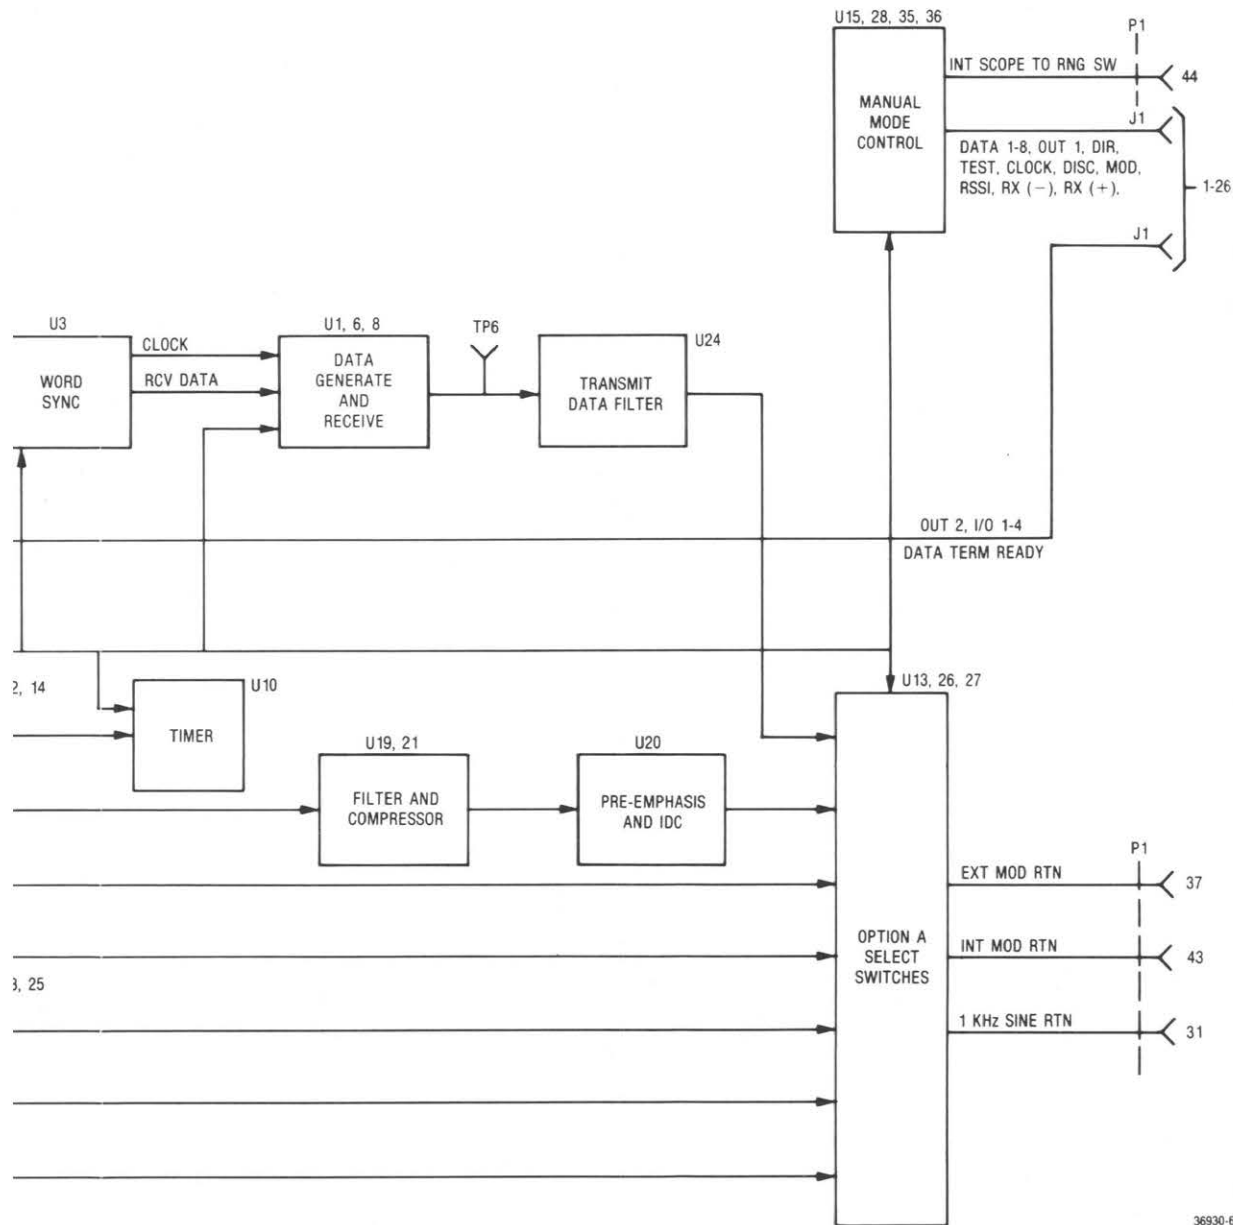 U15, 28, 35, 36
P1
INT SCOPE TO RNG SW
44
MANUAL
MODE
CONTROL
J1
DATA 1-8, OUT 1, DIR,
TEST, CLOCK, DISC, MOD,
RSSI, RX (−), RX (+),
1-26
J1
U3
CLOCK
RCV DATA
WORD
SYNC
U1, 6, 8
DATA
GENERATE
AND
RECEIVE
TP6
U24
TRANSMIT
DATA FILTER
OUT 2, I/O 1-4
DATA TERM READY
2, 14
U10
TIMER
U13, 26, 27
U19, 21
FILTER AND
COMPRESSOR
U20
PRE-EMPHASIS
AND IDC
P1
EXT MOD RTN
37
OPTION A
SELECT
SWITCHES
INT MOD RTN
43
, 25
1 KHz SINE RTN
31
36930-6